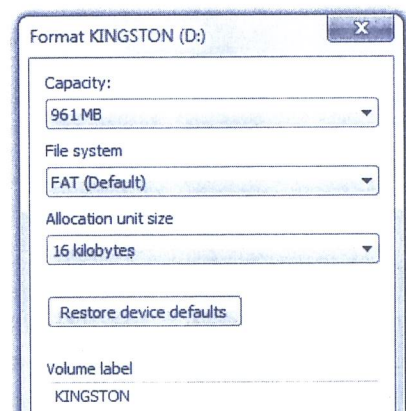 Format KINGSTON (D:)
Capacity:
961 MB
File system
FAT (Default)
Allocation unit size
16 kilobytes
Restore device defaults
Volume label
KINGSTON